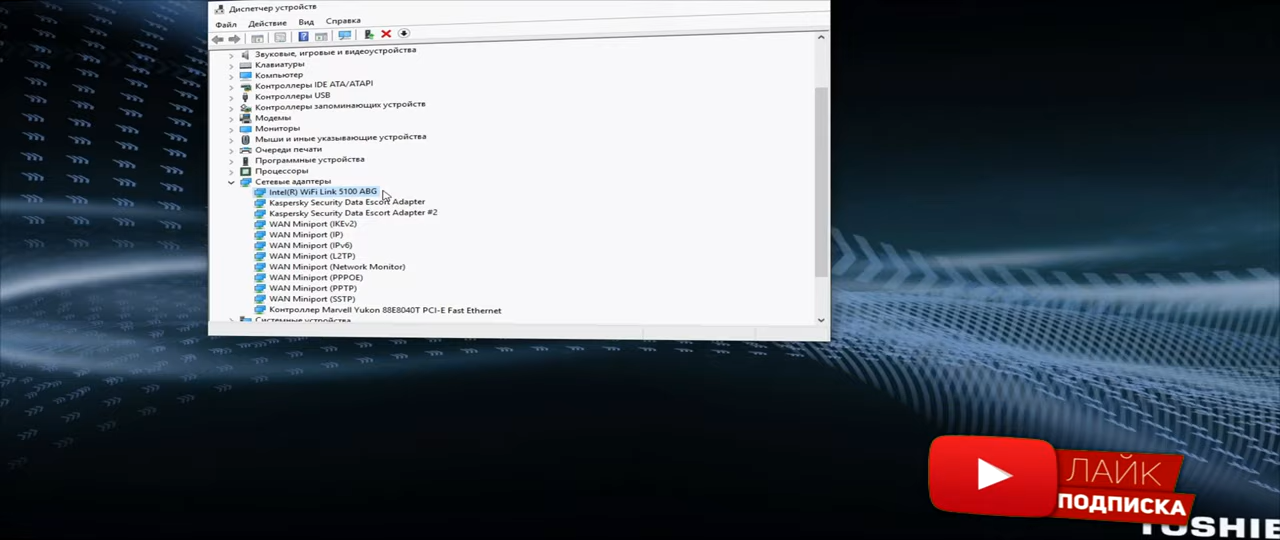 Диспетчер устройств
Файл Действие Вид Справка
Звуковые, игровые и видеоустройства
Клавиатуры
Компьютер
Контроллеры IDE ATA/ATAPI
Контроллеры USB
Контроллеры запоминающих устройств
Модемы
Мониторы
Мыши и иные указывающие устройства
Очереди печати
Программные устройства
Процессоры
Сетевые адаптеры
Intel(R) WiFi Link 5100 ABG
Kaspersky Security Data Escort Adapter
Kaspersky Security Data Escort Adapter #2
WAN Miniport (IKEv2)
WAN Miniport (IP)
WAN Miniport (IPv6)
WAN Miniport (L2TP)
WAN Miniport (Network Monitor)
WAN Miniport (PPPOE)
WAN Miniport (PPTP)
WAN Miniport (SSTP)
Контроллер Marvell Yukon 88E8040T PCI-E Fast Ethernet
Системные устройства
ЛАЙК
ПОДПИСКА
TOSHIB